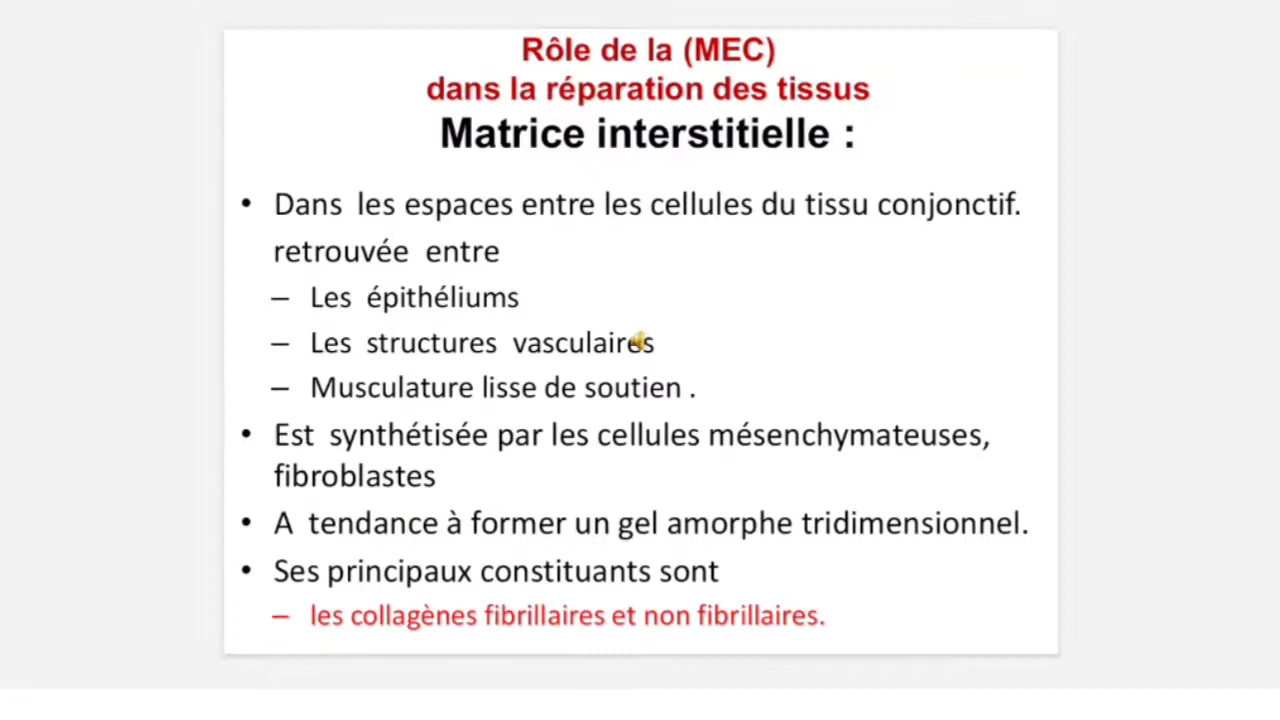 Rôle de la (MEC)
dans la réparation des tissus
Matrice interstitielle :
• Dans les espaces entre les cellules du tissu conjonctif.
retrouvée entre
– Les épithéliums
– Les structures vasculaires
– Musculature lisse de soutien .
• Est synthétisée par les cellules mésenchymateuses,
fibroblastes
• A tendance à former un gel amorphe tridimensionnel.
• Ses principaux constituants sont
– les collagènes fibrillaires et non fibrillaires.